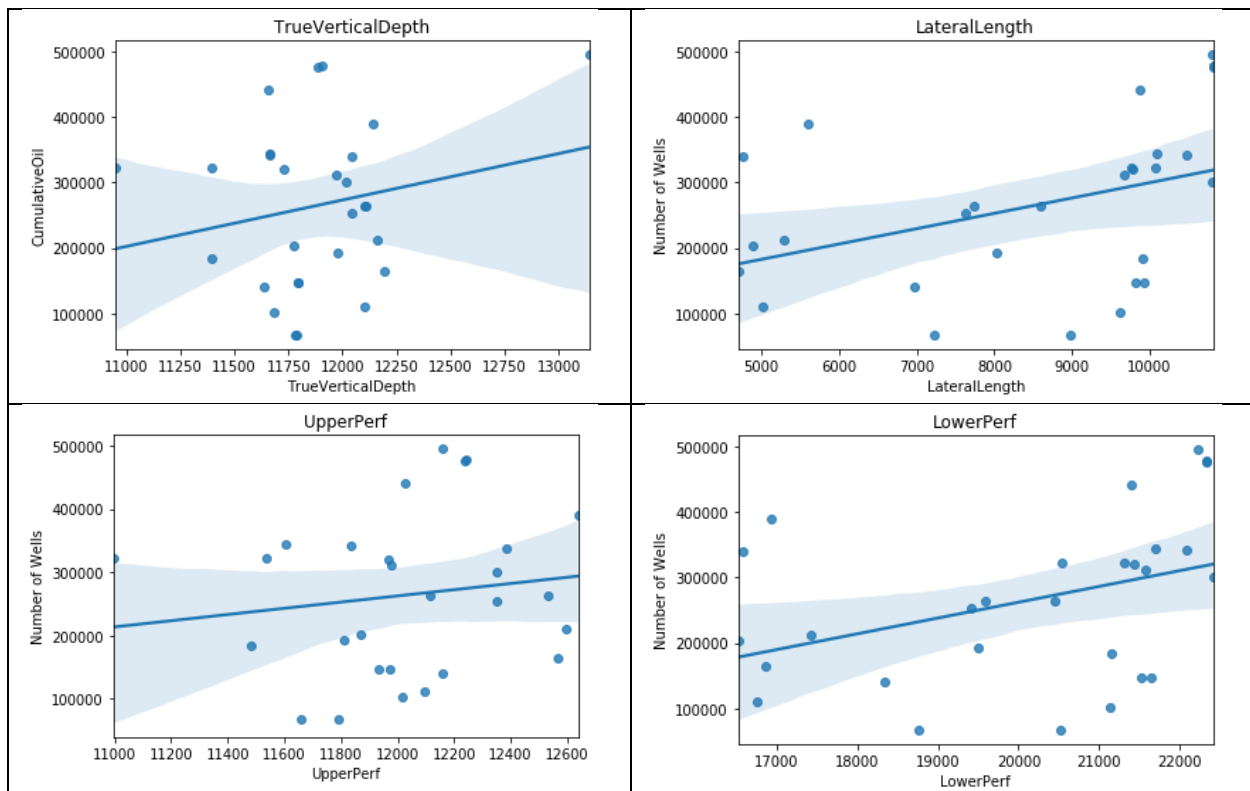 TrueVerticalDepth
500000
400000
300000
200000
100000
CumulativeOil
11000 11250 11500 11750 12000 12250 12500 12750 13000
TrueVerticalDepth
LateralLength
500000
400000
300000
200000
100000
Number of Wells
5000 6000 7000 8000 9000 10000
LateralLength
UpperPerf
500000
400000
300000
200000
100000
Number of Wells
11000 11200 11400 11600 11800 12000 12200 12400 12600
UpperPerf
LowerPerf
500000
400000
300000
200000
100000
Number of Wells
17000 18000 19000 20000 21000 22000
LowerPerf